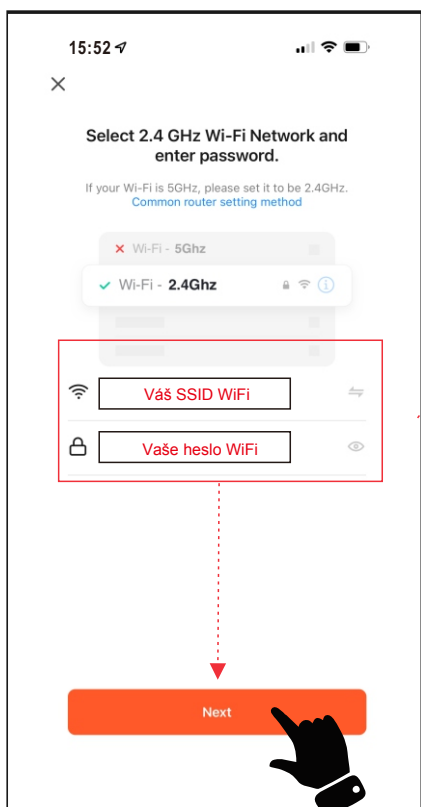 15:52
Select 2.4 GHz Wi-Fi Network and
enter password.
If your Wi-Fi is 5GHz, please set it to be 2.4GHz.
Common router setting method
Wi-Fi - 5Ghz
Wi-Fi - 2.4Ghz
Váš SSID WiFi
Vaše heslo WiFi
Next